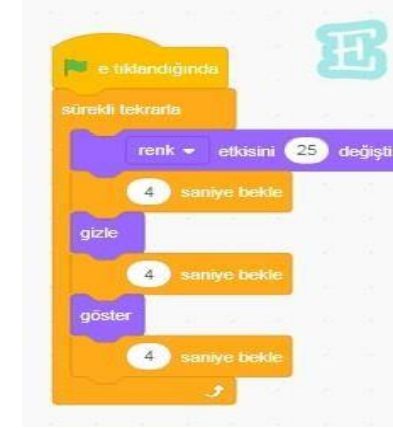 E
e tıklandığında
sürekli tekrarla
renk etkisini 25 değişti
4 saniye bekle
gizle
4 saniye bekle
göster
4 saniye bekle